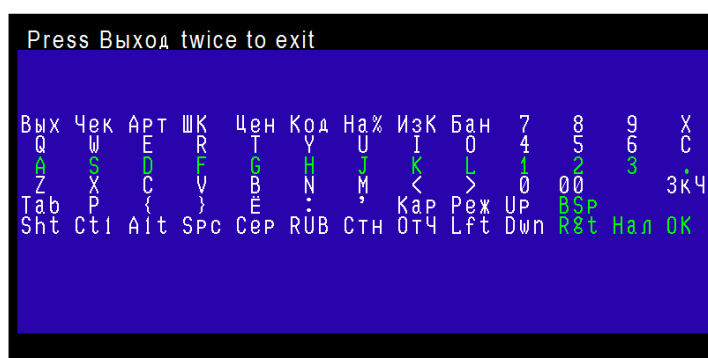 Press Выход twice to exit
Вых Чек Арт ШК Цен Код На% ИзК Бан 7 8 9 X
Q W E R T Y U I O 4 5 6 C
A S D F G H J K L 1 2 3 .
Z X C V B N M < > 0 00 ЗкЧ
Tab P { } Ё : ' Кар Реж Up BSp
Sht Ctl Alt Spc Сер RUB Стн ОтЧ Lft Dwn Rgt Нал OK